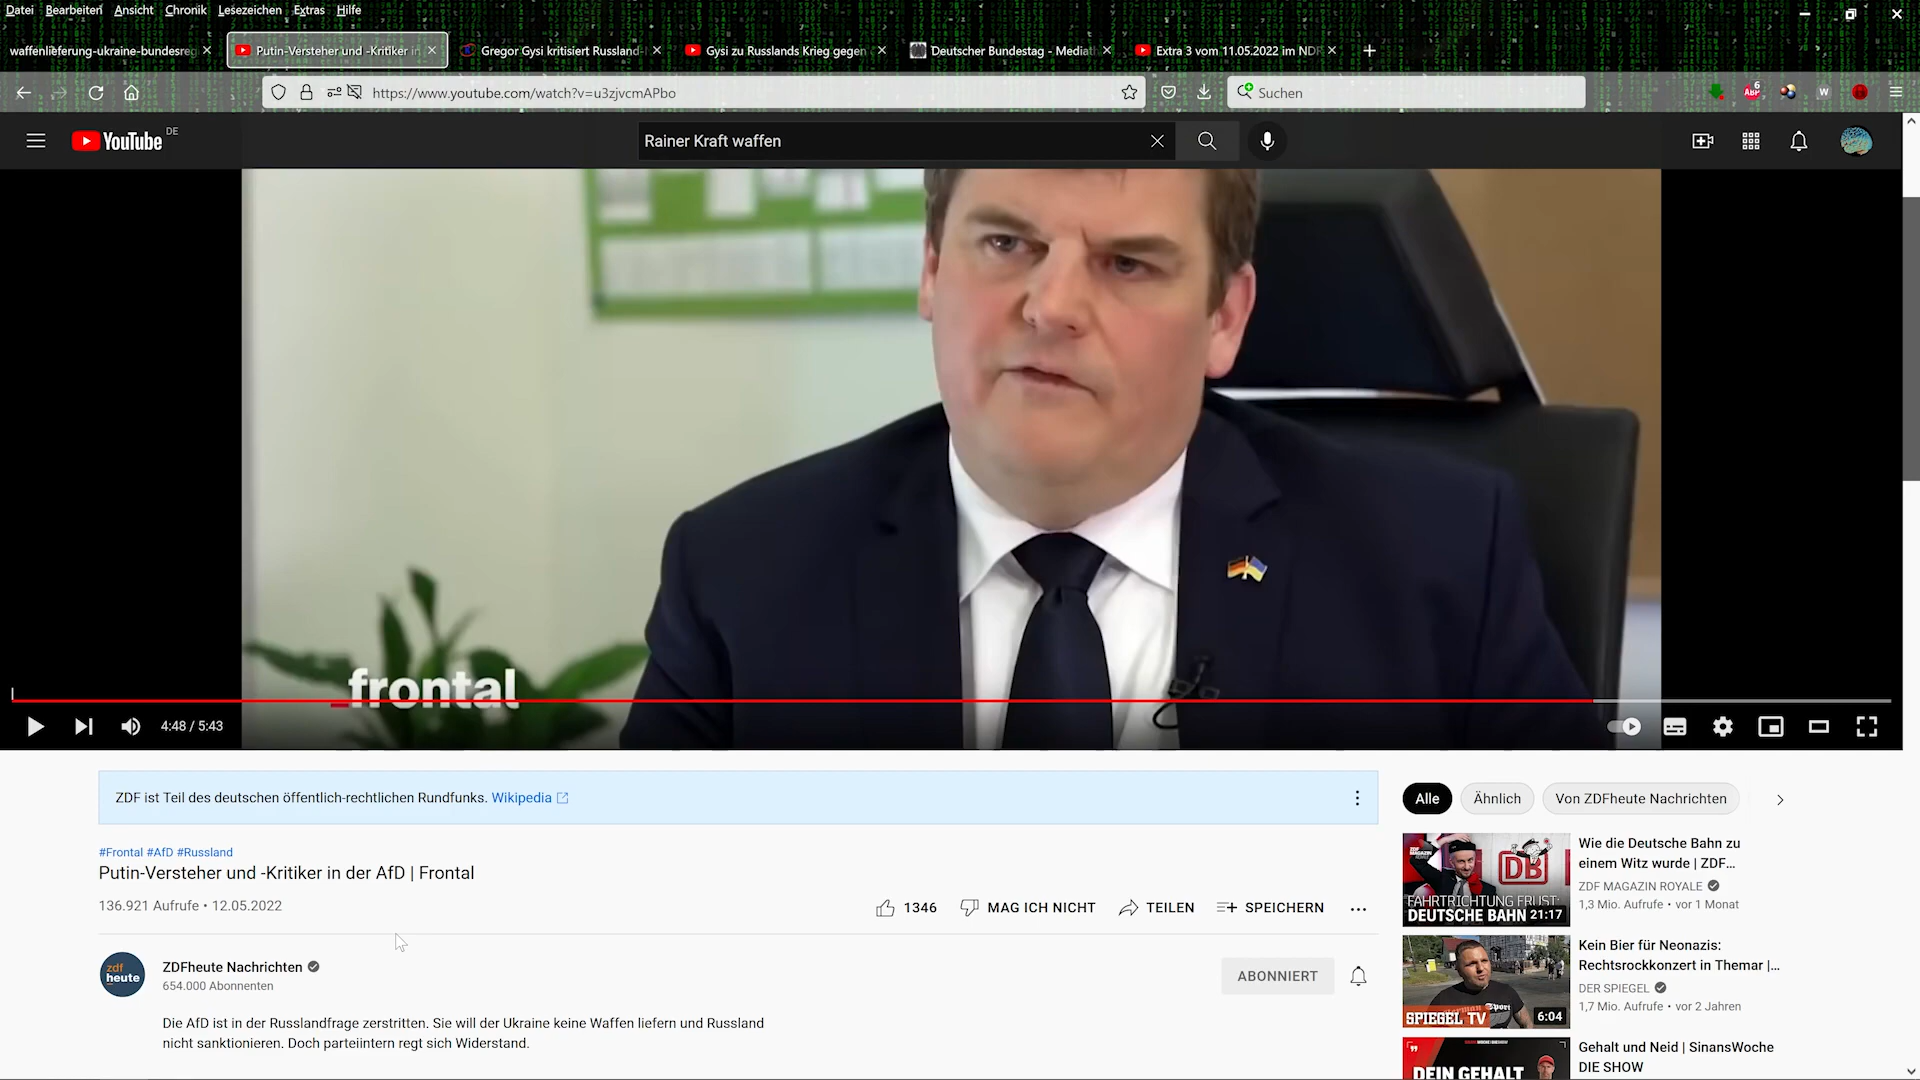 Datei Bearbeiten Ansicht Chronik Lesezeichen Extras Hilfe
waffenlieferung-ukraine-bundesreg
Putin-Versteher und -Kritiker in
Gregor Gysi kritisiert Russland-
Gysi zu Russlands Krieg gegen
Deutscher Bundestag - Mediath
Extra 3 vom 11.05.2022 im NDR
https://www.youtube.com/watch?v=u3zjvcmAPbo
Suchen
ABP
6
W
YouTube DE
Rainer Kraft waffen
frontal
4:48 / 5:43
ZDF ist Teil des deutschen öffentlich-rechtlichen Rundfunks. Wikipedia
Alle
Ähnlich
Von ZDFheute Nachrichten
#Frontal #AfD #Russland
Putin-Versteher und -Kritiker in der AfD | Frontal
136.921 Aufrufe • 12.05.2022
1346
MAG ICH NICHT
TEILEN
SPEICHERN
zdf
heute
ZDFheute Nachrichten
654.000 Abonnenten
ABONNIERT
Die AfD ist in der Russlandfrage zerstritten. Sie will der Ukraine keine Waffen liefern und Russland
nicht sanktionieren. Doch parteiintern regt sich Widerstand.
DB
FAHRTRICHTUNG FRUST:
DEUTSCHE BAHN
21:17
Wie die Deutsche Bahn zu
einem Witz wurde | ZDF...
ZDF MAGAZIN ROYALE
1,3 Mio. Aufrufe • vor 1 Monat
SPIEGEL TV
6:04
Kein Bier für Neonazis:
Rechtsrockkonzert in Themar |...
DER SPIEGEL
1,7 Mio. Aufrufe • vor 2 Jahren
DEIN GEHALT
Gehalt und Neid | SinansWoche
DIE SHOW